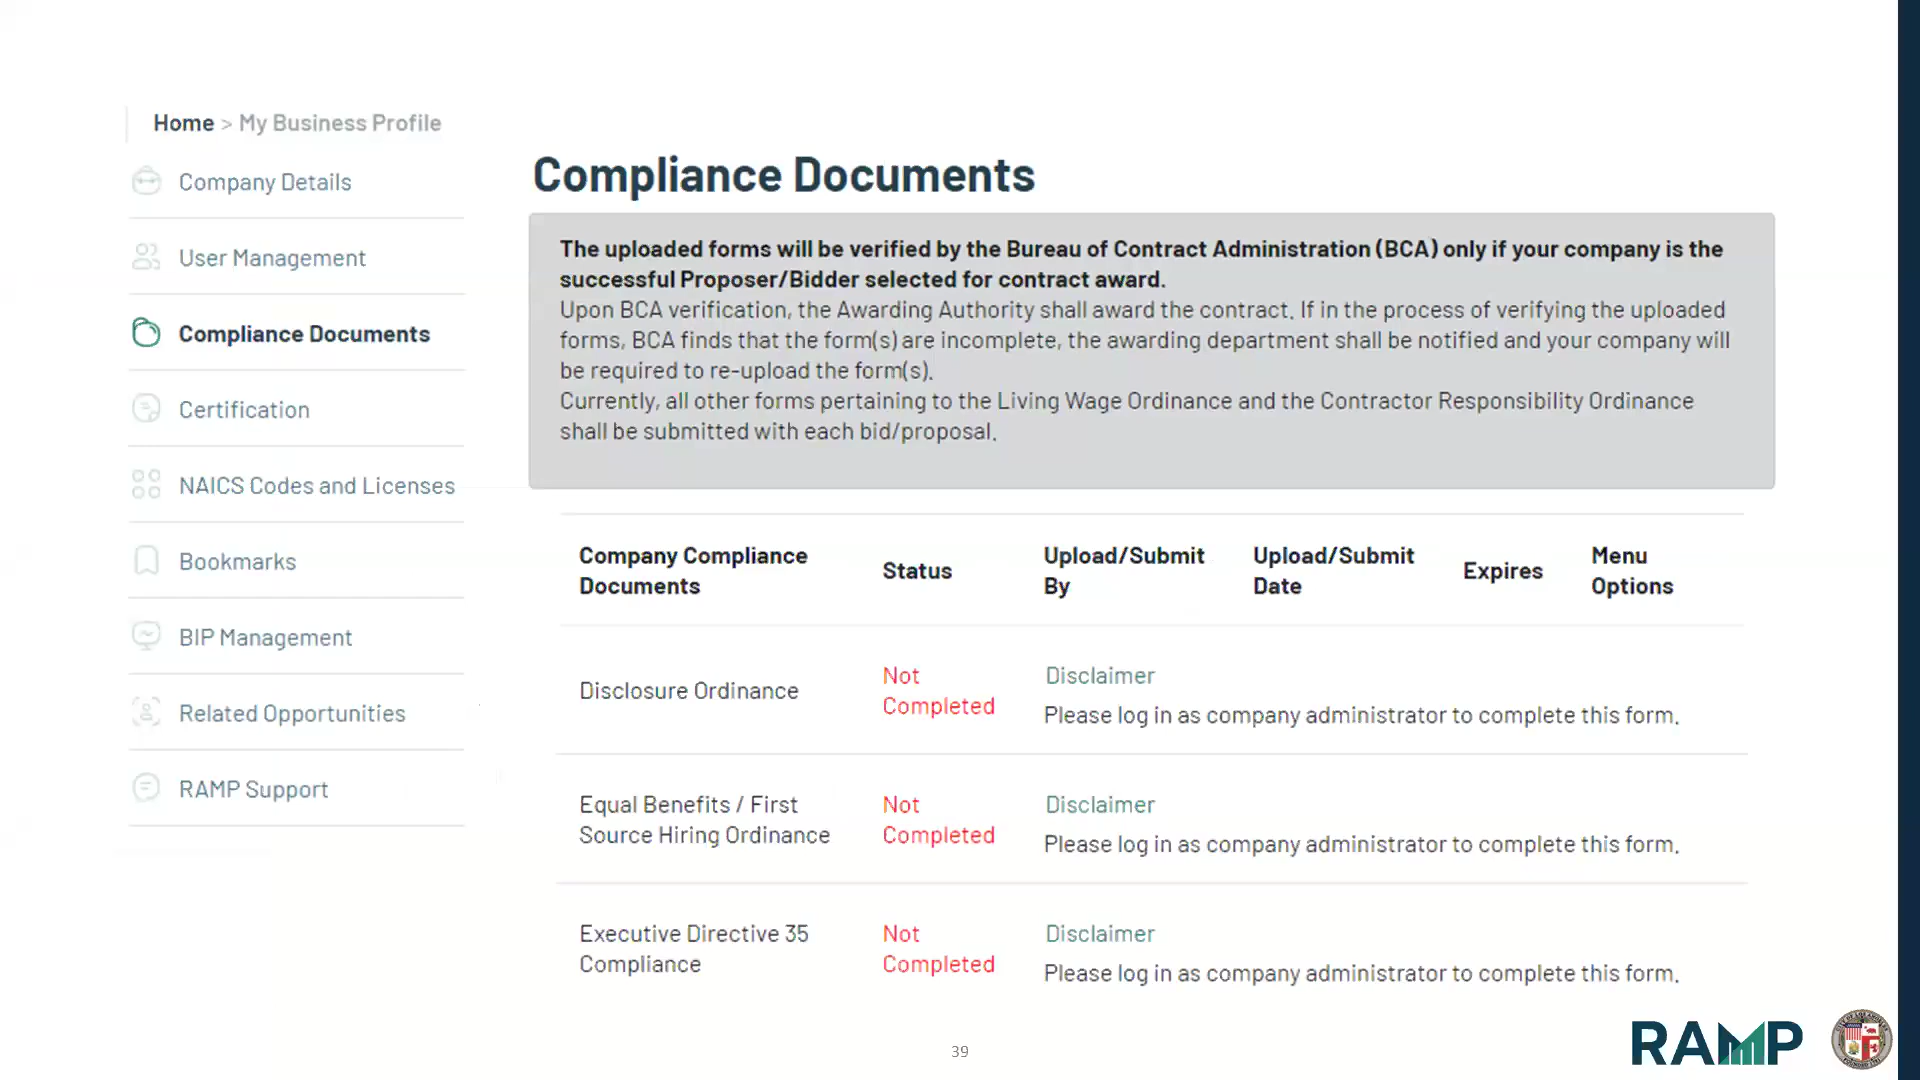 Home > My Business Profile
Company Details
User Management
Compliance Documents
Certification
NAICS Codes and Licenses
Bookmarks
BIP Management
Related Opportunities
RAMP Support
Compliance Documents
The uploaded forms will be verified by the Bureau of Contract Administration (BCA) only if your company is the
successful Proposer/Bidder selected for contract award.
Upon BCA verification, the Awarding Authority shall award the contract. If in the process of verifying the uploaded
forms, BCA finds that the form(s) are incomplete, the awarding department shall be notified and your company will
be required to re-upload the form(s).
Currently, all other forms pertaining to the Living Wage Ordinance and the Contractor Responsibility Ordinance
shall be submitted with each bid/proposal.
Company Compliance
Documents
Status
Upload/Submit
By
Upload/Submit
Date
Expires
Menu
Options
Disclosure Ordinance
Not
Completed
Disclaimer
Please log in as company administrator to complete this form.
Equal Benefits / First
Source Hiring Ordinance
Not
Completed
Disclaimer
Please log in as company administrator to complete this form.
Executive Directive 35
Compliance
Not
Completed
Disclaimer
Please log in as company administrator to complete this form.
39
RAMP